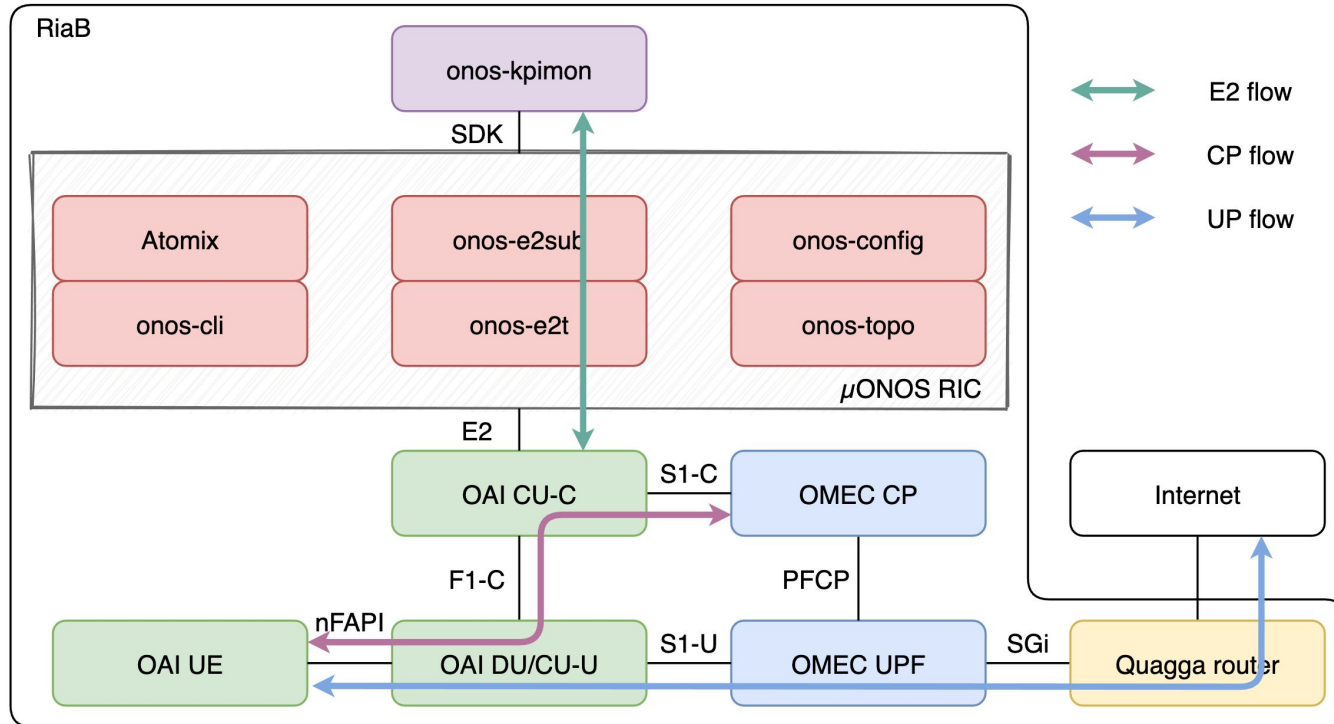 RiaB
onos-kpimon
E2 flow
SDK
CP flow
UP flow
Atomix
onos-e2sub
onos-config
onos-cli
onos-e2t
onos-topo
µONOS RIC
E2
OAI CU-C
S1-C
OMEC CP
Internet
F1-C
PFCP
nFAPI
OAI UE
OAI DU/CU-U
S1-U
OMEC UPF
SGi
Quagga router